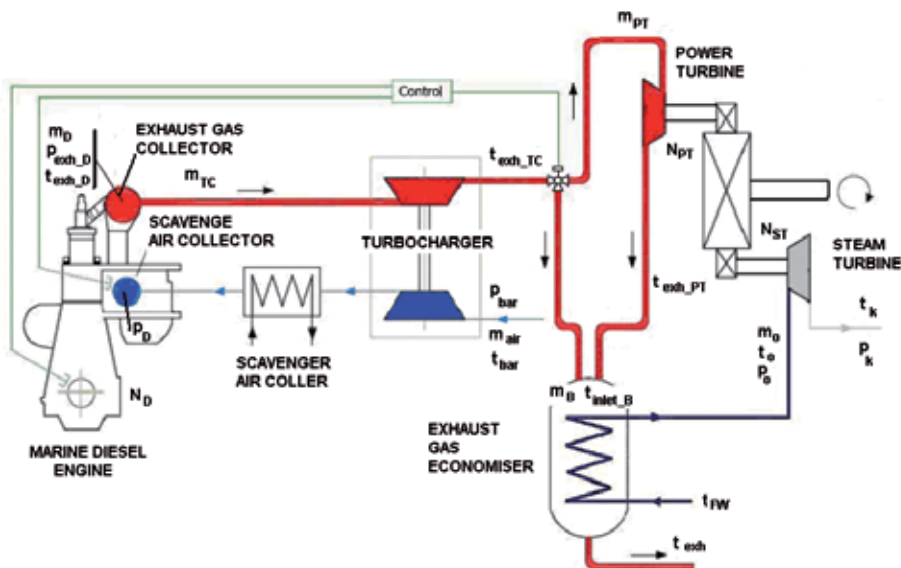 m_PT
POWER
TURBINE
Control
m_D
p_exh_D
t_exh_D
EXHAUST GAS
COLLECTOR
m_TC
t_exh_TC
N_PT
SCAVENGE
AIR COLLECTOR
TURBOCHARGER
N_ST
STEAM
TURBINE
p_D
p_bar
m_air
t_bar
t_exh_PT
t_k
p_k
m_o
t_o
p_o
SCAVENGER
AIR COLLER
N_D
m_B t_inlet_B
MARINE DIESEL
ENGINE
EXHAUST
GAS
ECONOMISER
t_FW
t_exh